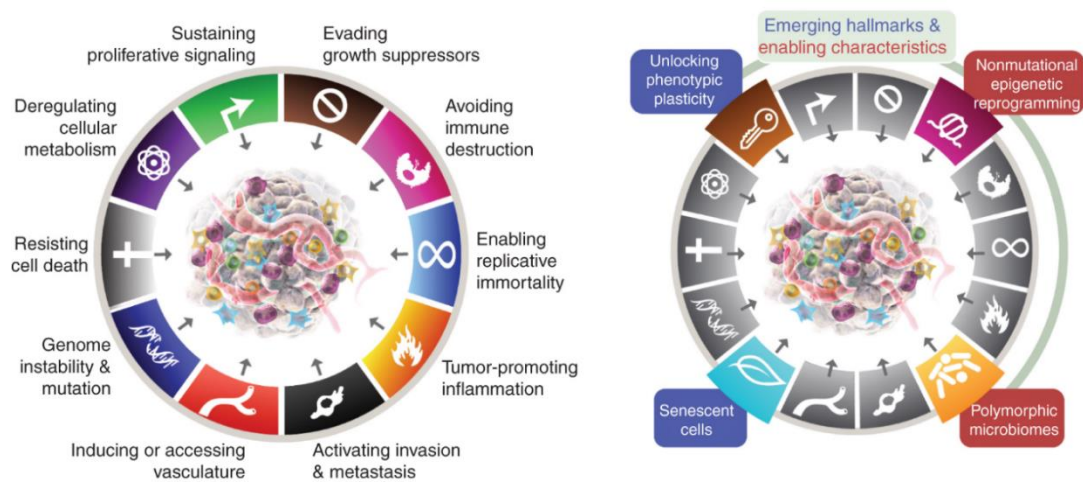 Sustaining
proliferative signaling
Evading
growth suppressors
Deregulating
cellular
metabolism
Avoiding
immune
destruction
Resisting
cell death
Enabling
replicative
immortality
Genome
instability &
mutation
Tumor-promoting
inflammation
Inducing or accessing
vasculature
Activating invasion
& metastasis
Emerging hallmarks &
enabling characteristics
Unlocking
phenotypic
plasticity
Nonmutational
epigenetic
reprogramming
Senescent
cells
Polymorphic
microbiomes